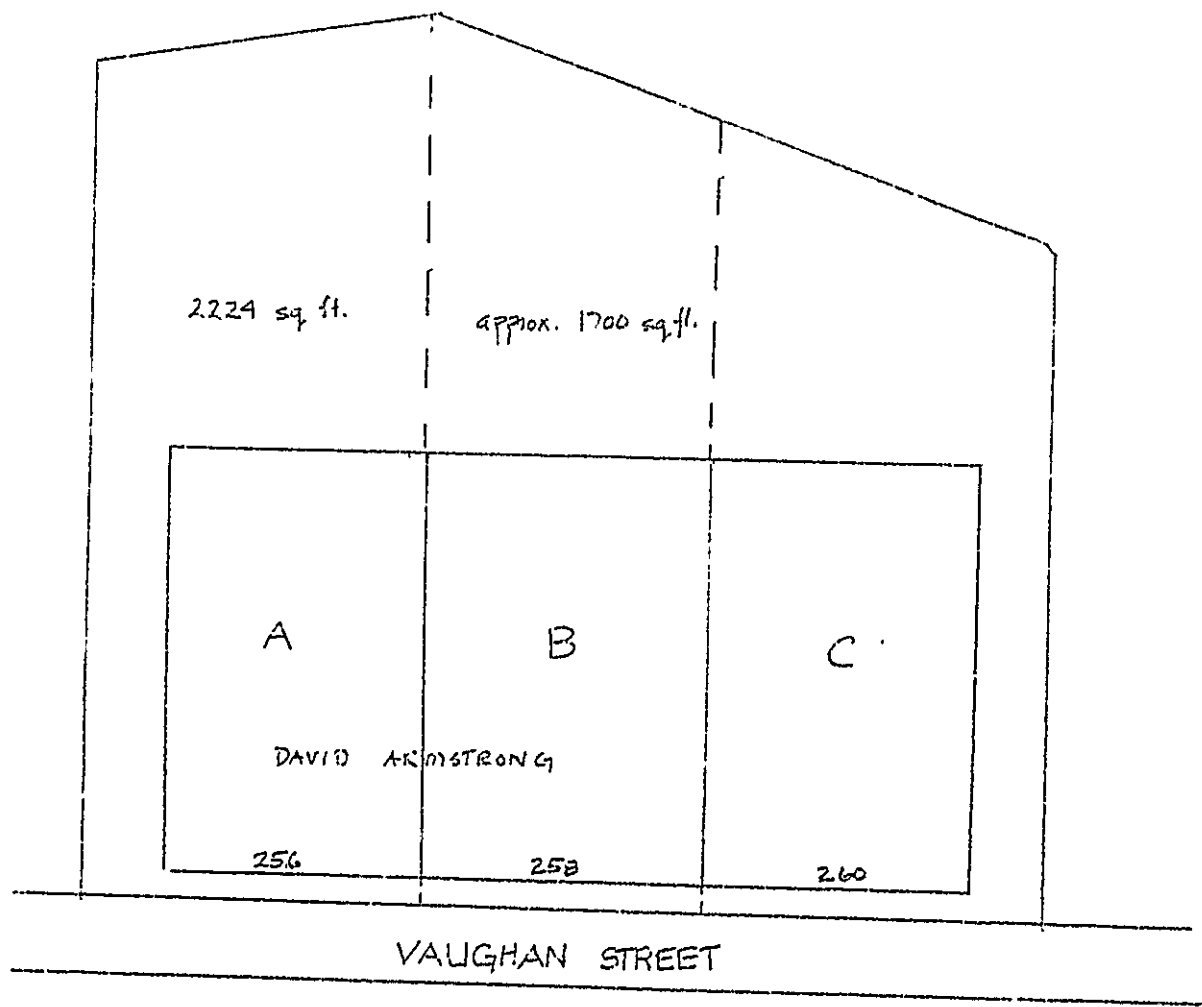 2224 sq ft.
approx. 1700 sq ft.
A
B
C
DAVID ARMSTRONG
256
258
260
VAUGHAN STREET